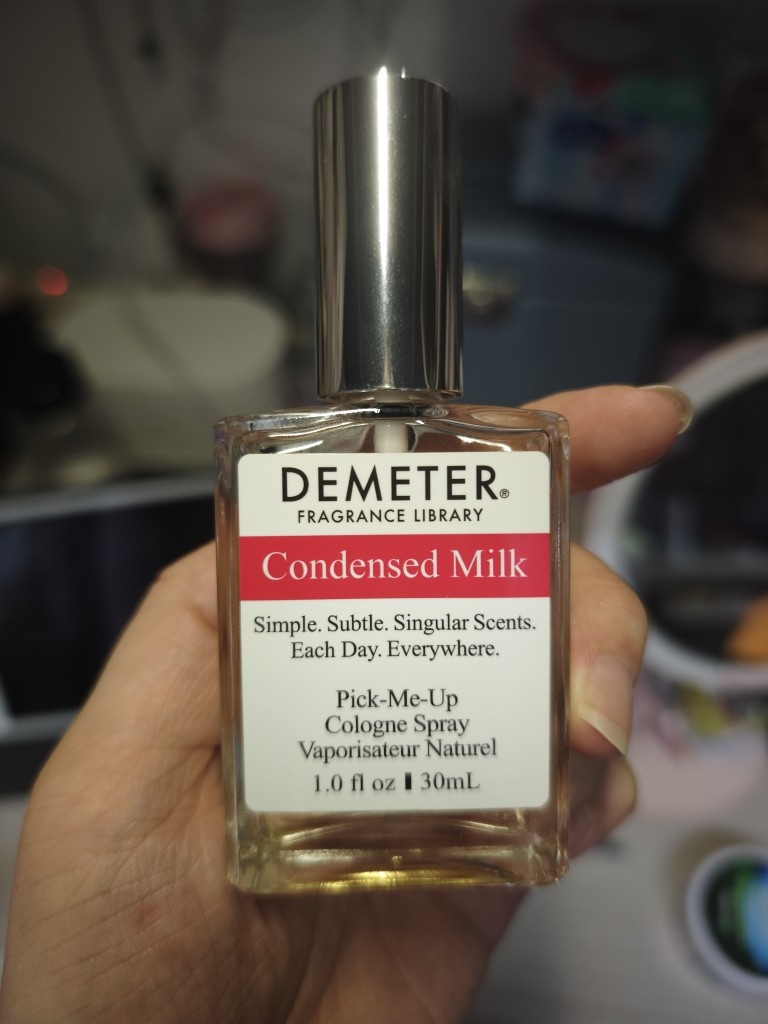 DEMETER®
FRAGRANCE LIBRARY
Condensed Milk
Simple. Subtle. Singular Scents.
Each Day. Everywhere.
Pick-Me-Up
Cologne Spray
Vaporisateur Naturel
1.0 fl oz ▮ 30mL